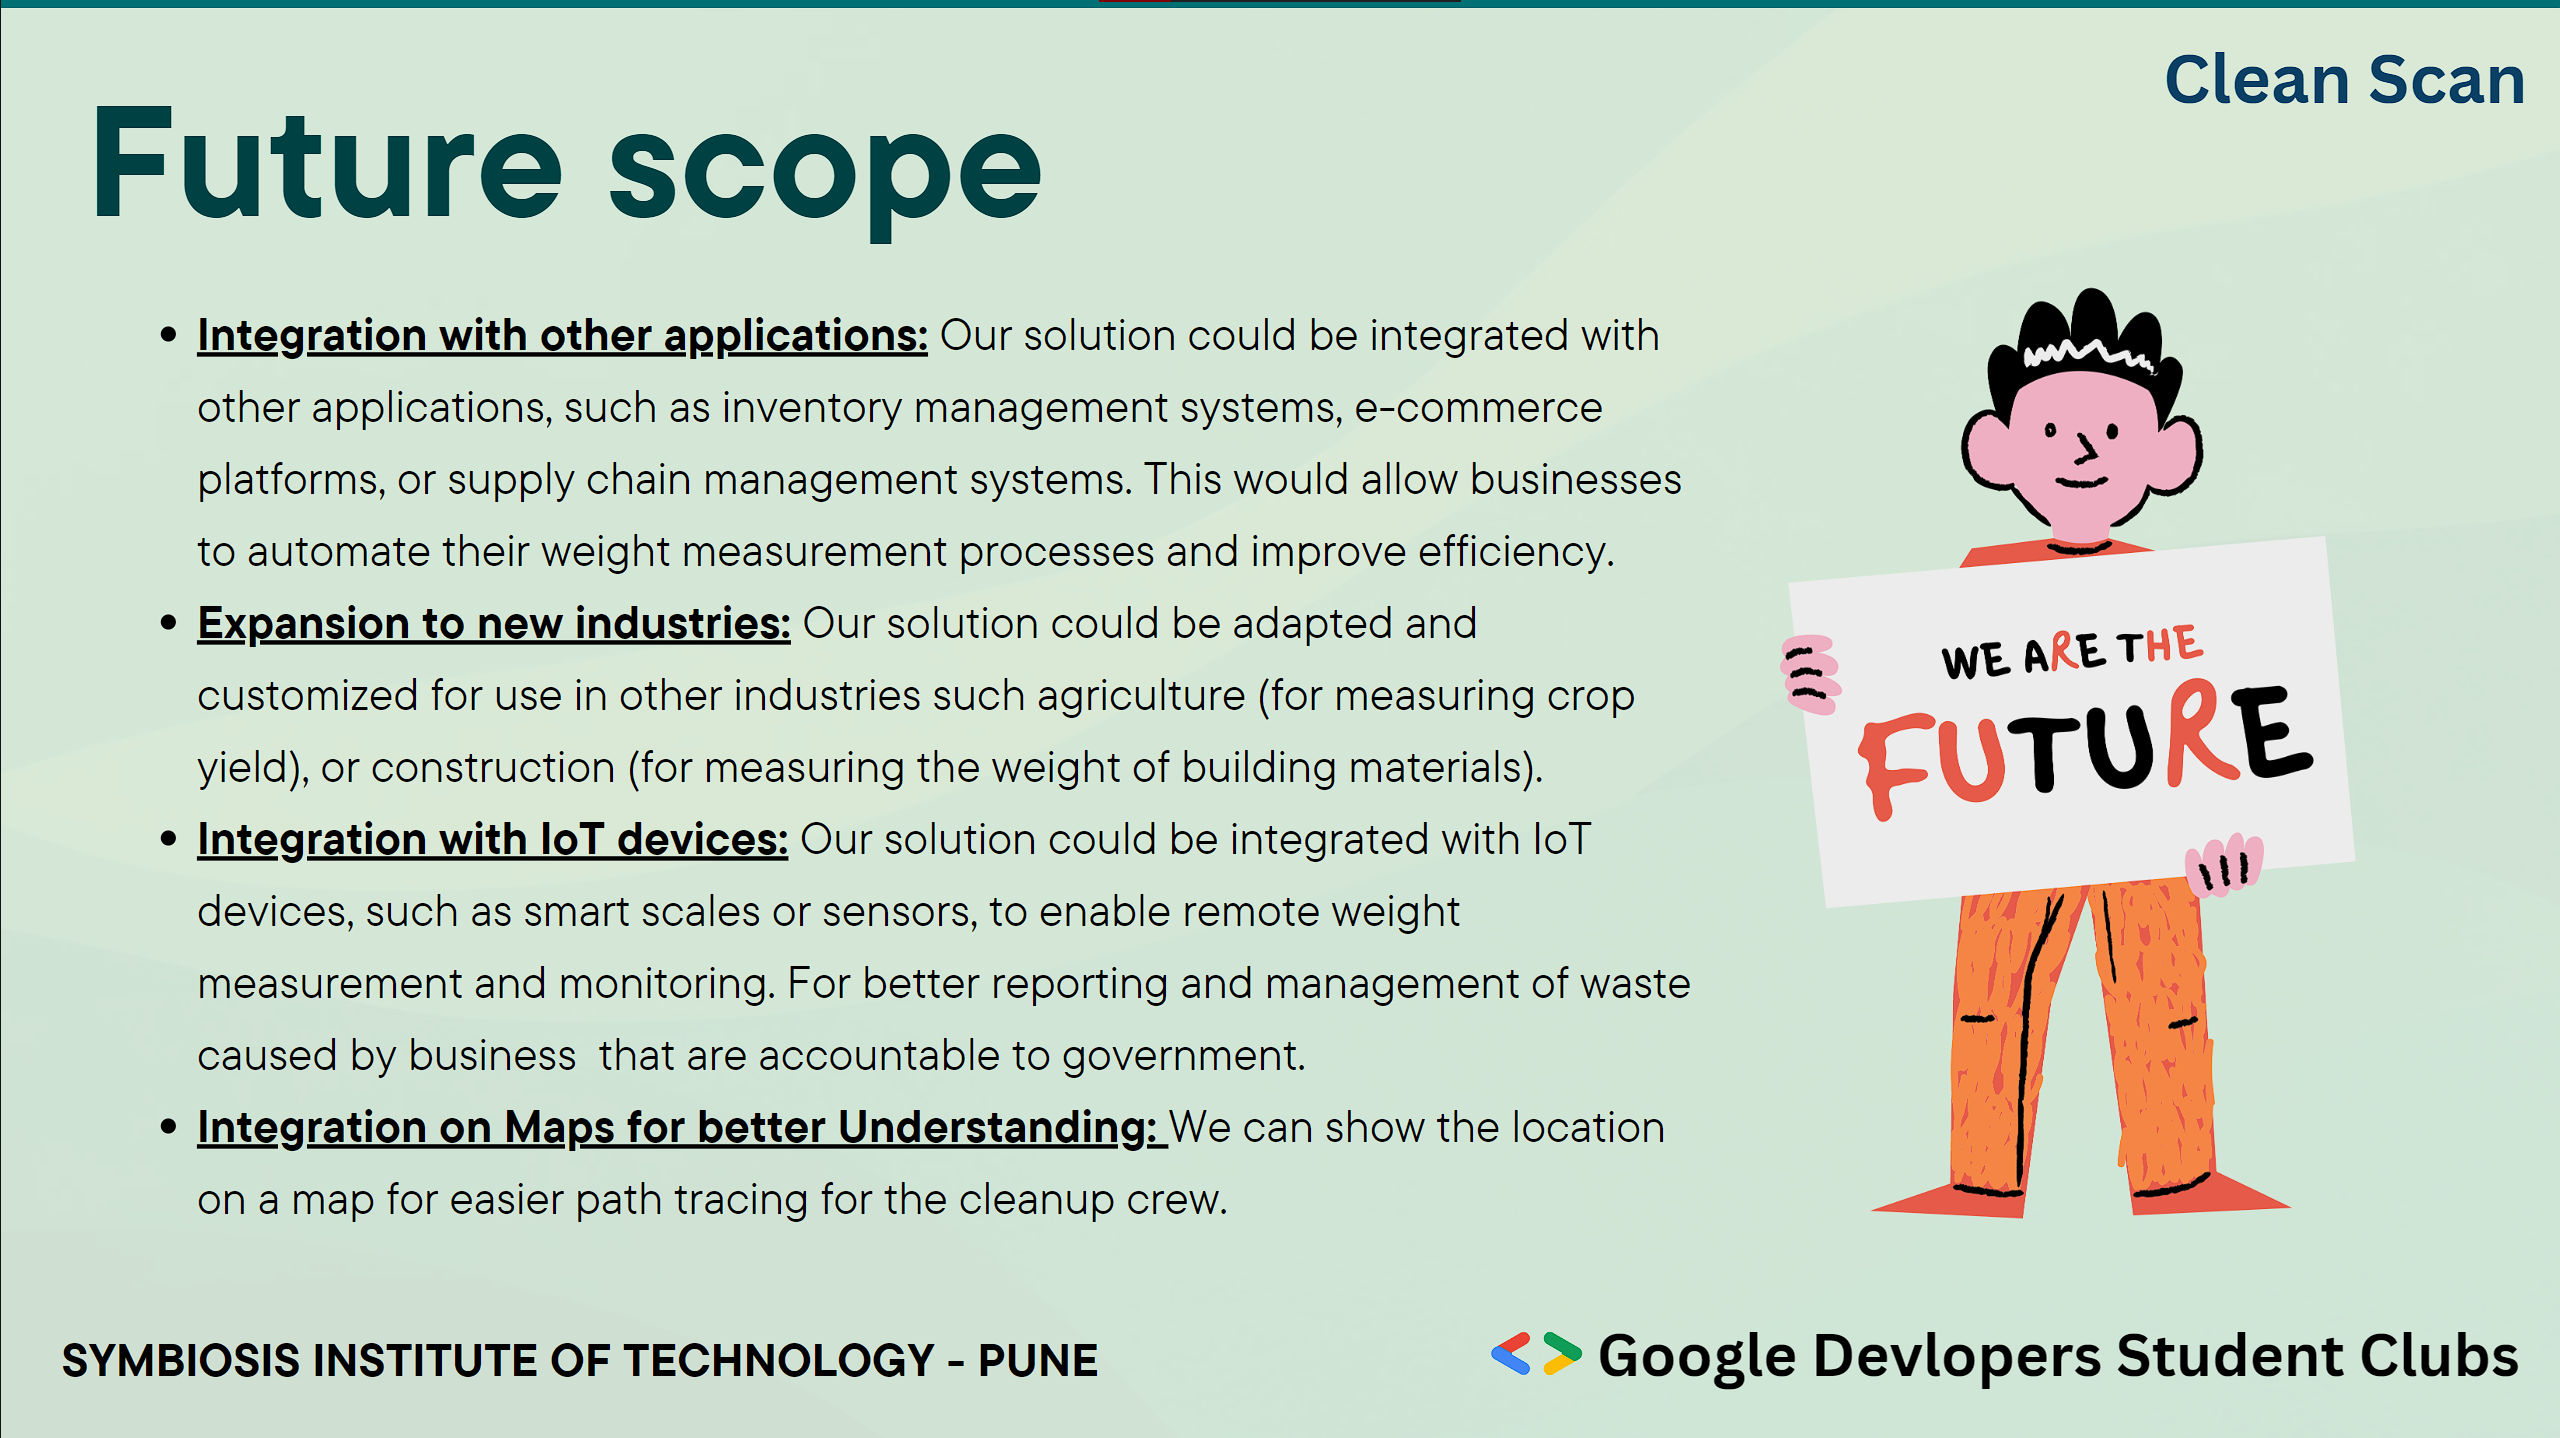 Clean Scan
Future scope
• Integration with other applications: Our solution could be integrated with
other applications, such as inventory management systems, e-commerce
platforms, or supply chain management systems. This would allow businesses
to automate their weight measurement processes and improve efficiency.
• Expansion to new industries: Our solution could be adapted and
customized for use in other industries such agriculture (for measuring crop
yield), or construction (for measuring the weight of building materials).
• Integration with IoT devices: Our solution could be integrated with IoT
devices, such as smart scales or sensors, to enable remote weight
measurement and monitoring. For better reporting and management of waste
caused by business  that are accountable to government.
• Integration on Maps for better Understanding: We can show the location
on a map for easier path tracing for the cleanup crew.
WE ARE THE
FUTURE
SYMBIOSIS INSTITUTE OF TECHNOLOGY - PUNE
Google Devlopers Student Clubs